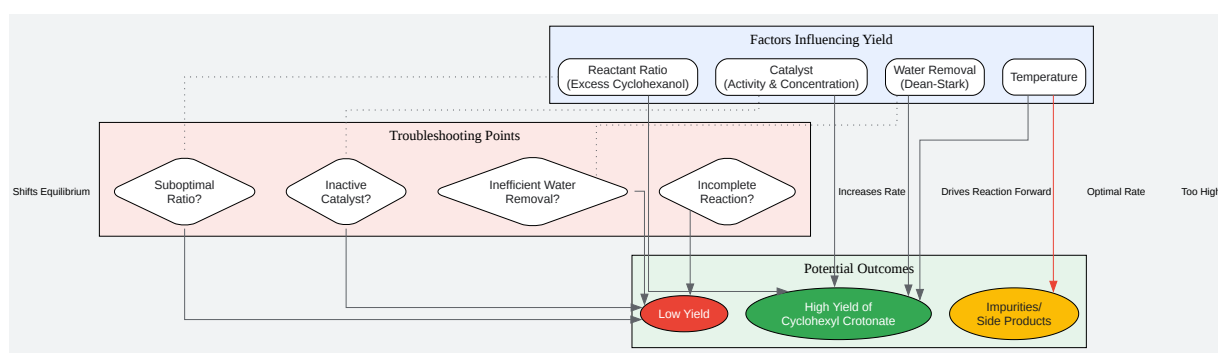 Factors Influencing Yield
Reactant Ratio
(Excess Cyclohexanol)
Catalyst
(Activity & Concentration)
Water Removal
(Dean-Stark)
Temperature
Troubleshooting Points
Shifts Equilibrium
Suboptimal
Ratio?
Inactive
Catalyst?
Inefficient Water
Removal?
Incomplete
Reaction?
Increases Rate
Drives Reaction Forward
Optimal Rate
Too High
Potential Outcomes
Low Yield
High Yield of
Cyclohexyl Crotonate
Impurities/
Side Products